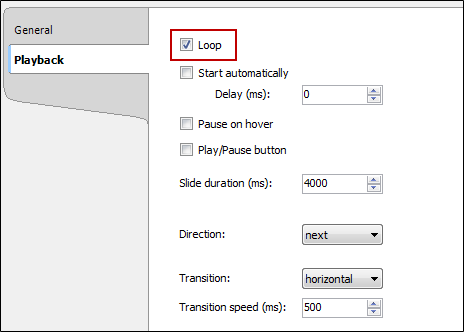 General
Playback
Loop
Start automatically
Delay (ms): 0
Pause on hover
Play/Pause button
Slide duration (ms): 4000
Direction: next
Transition: horizontal
Transition speed (ms): 500